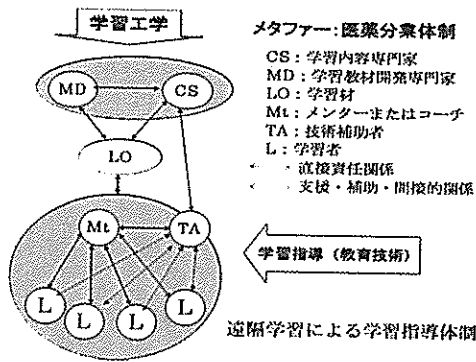 学習工学
メタファー：医薬分業体制
CS：学習内容専門家
MD：学習教材開発専門家
LO：学習材
Mt：メンターまたはコーチ
TA：技術補助者
L：学習者
直接責任関係
支援・補助・間接的関係
MD
CS
LO
Mt
TA
学習指導（教育技術）
L
L
L
L
遠隔学習による学習指導体制